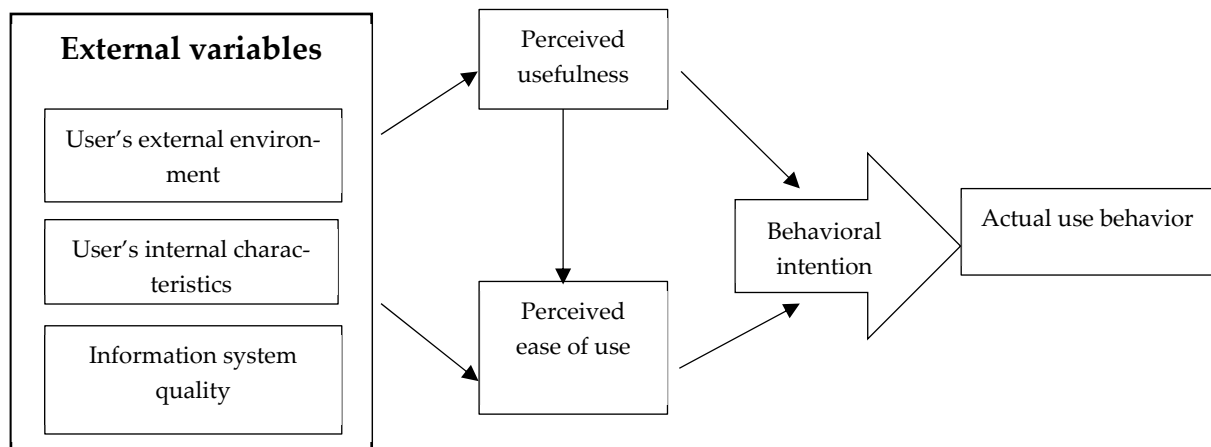 External variables
User's external environ-
ment
User's internal charac-
teristics
Information system
quality
Perceived
usefulness
Perceived
ease of use
Behavioral
intention
Actual use behavior